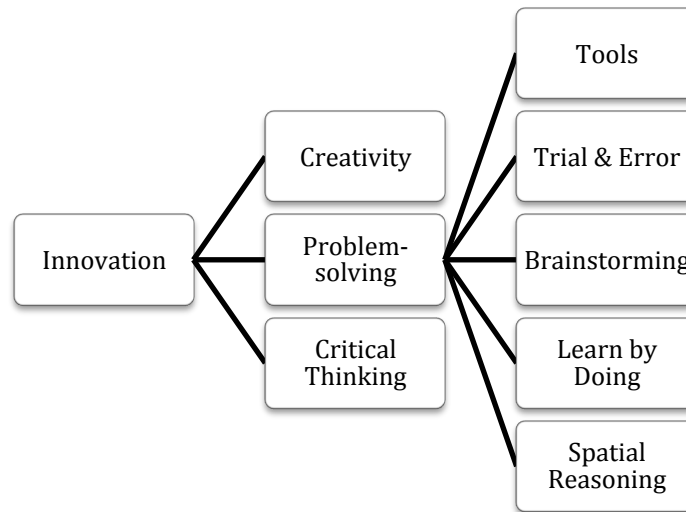 Innovation
Creativity
Problem-
solving
Critical
Thinking
Tools
Trial & Error
Brainstorming
Learn by
Doing
Spatial
Reasoning